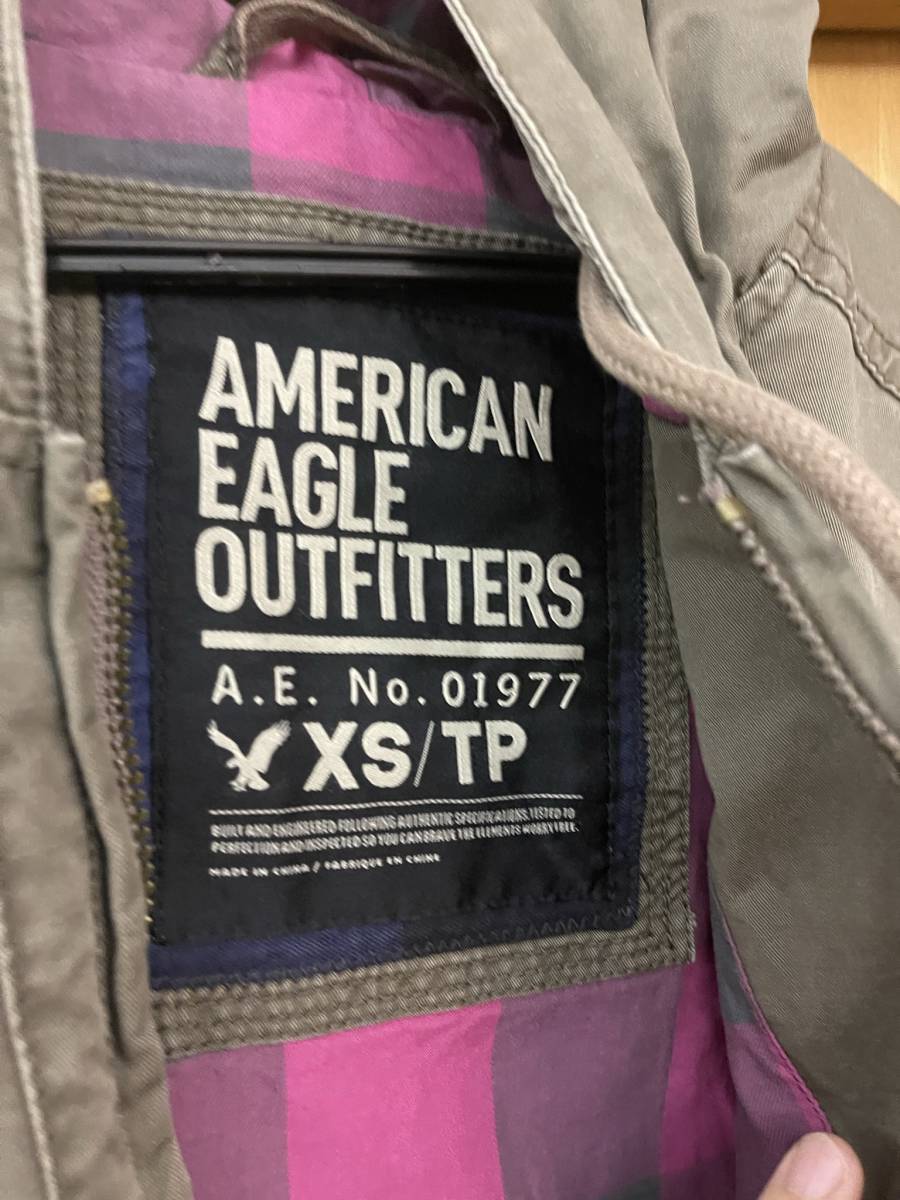 AMERICAN
EAGLE
OUTFITTERS
A.E. No. 01977
XS/TP
BUILT AND ENGINEERED FOLLOWING AUTHENTIC SPECIFICATIONS, TESTED TO
PERFECTION AND INSPECTED SO YOU CAN BRAVE THE ELEMENTS WORRY FREE.
MADE IN CHINA / FABRIQUE EN CHINE